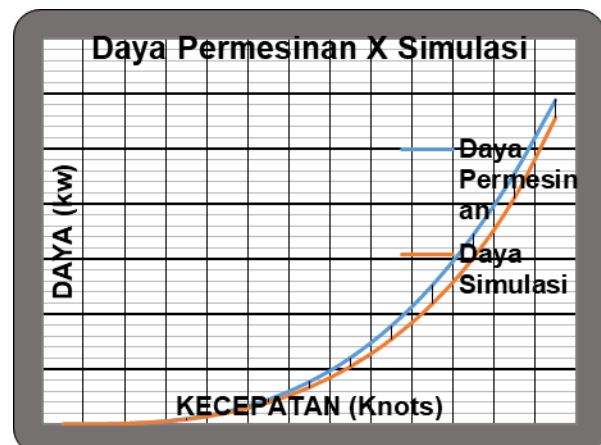 Daya Permesinan X Simulasi
DAYA (kw)
Daya
Permesin
an
Daya
Simulasi
KECEPATAN (Knots)